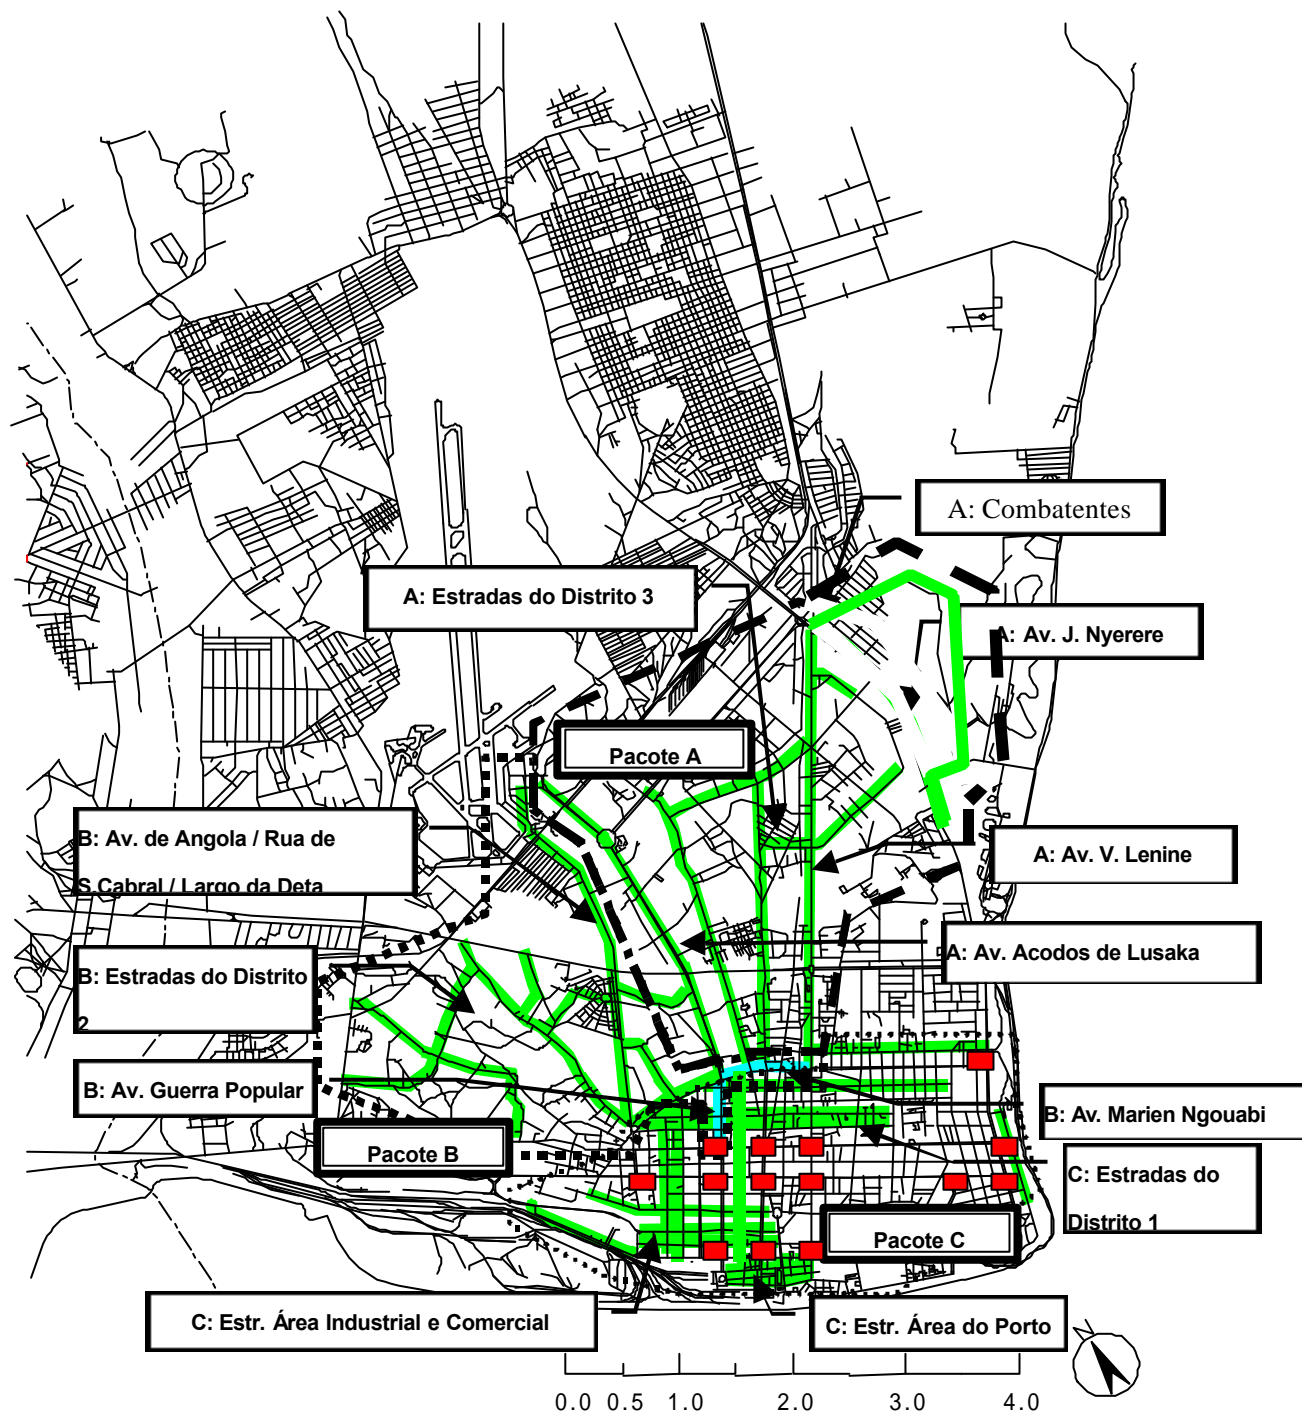 A: Combatentes
A: Estradas do Distrito 3
A: Av. J. Nyerere
Pacote A
B: Av. de Angola / Rua de
S.Cabral / Largo da Deta
A: Av. V. Lenine
A: Av. Acodos de Lusaka
B: Estradas do Distrito
2
B: Av. Guerra Popular
B: Av. Marien Ngouabi
Pacote B
C: Estradas do
Distrito 1
Pacote C
C: Estr. Área Industrial e Comercial
C: Estr. Área do Porto
N
0.0 0.5 1.0 2.0 3.0 4.0